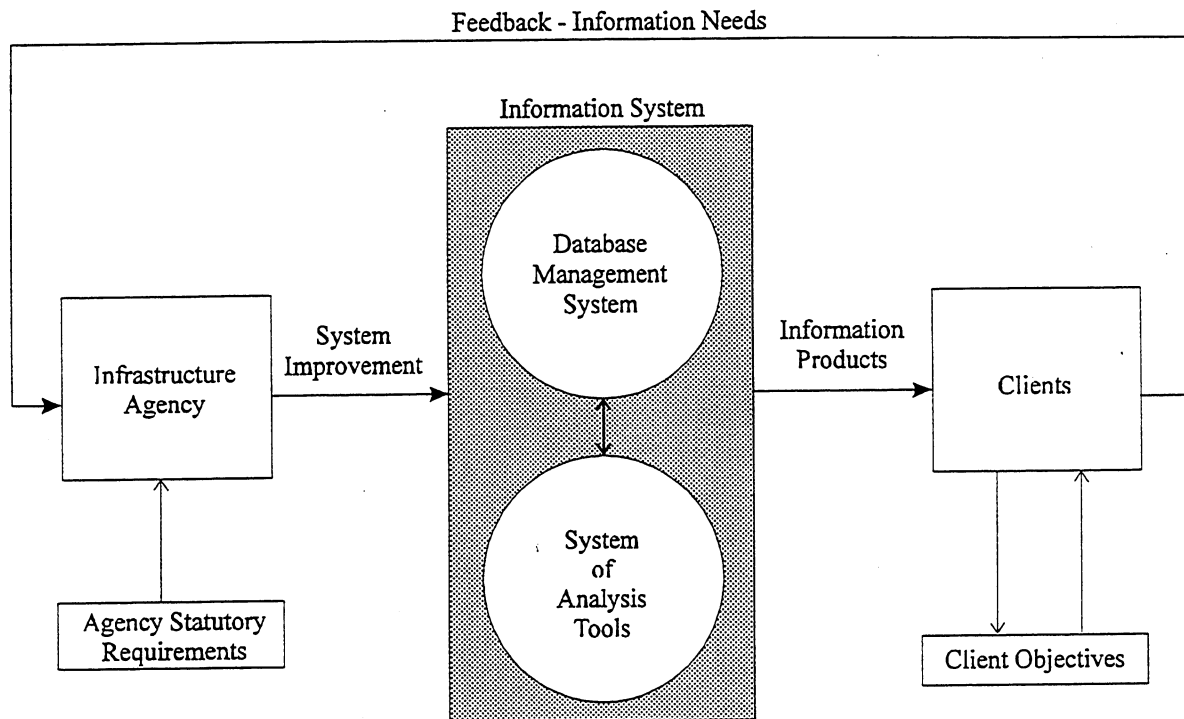 Feedback - Information Needs
Information System
Database
Management
System
System
Improvement
Information
Products
Infrastructure
Agency
Clients
System
of
Analysis
Tools
Agency Statutory
Requirements
Client Objectives